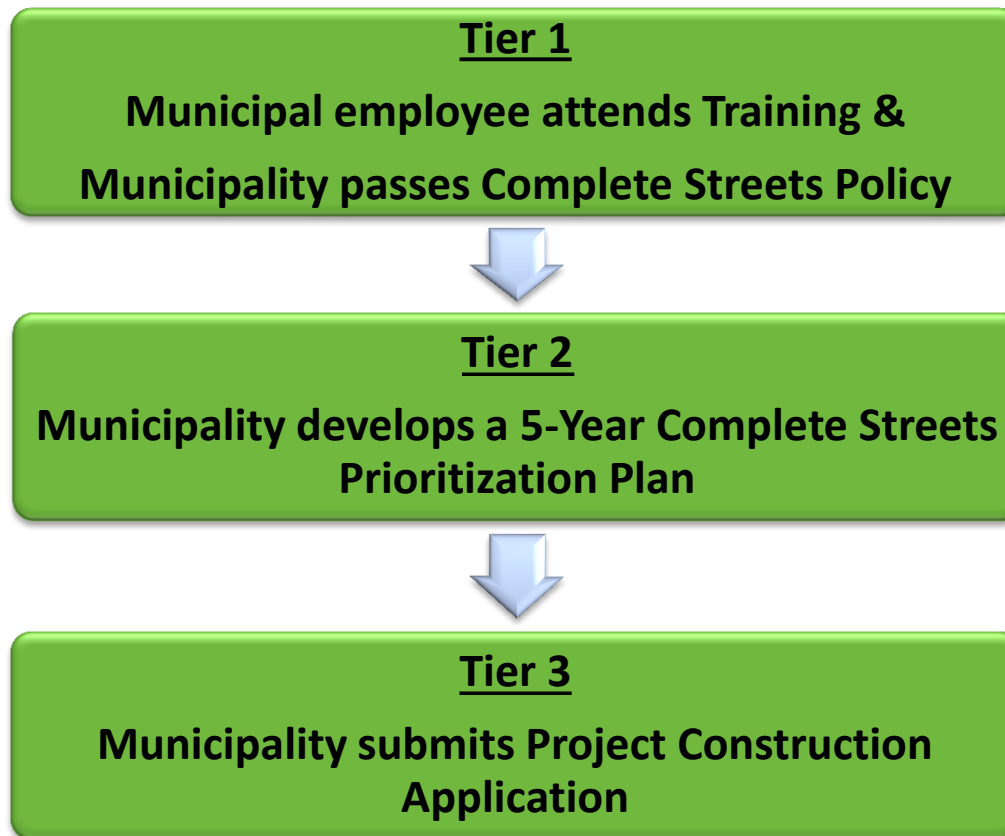 Tier 1
Municipal employee attends Training &
Municipality passes Complete Streets Policy
Tier 2
Municipality develops a 5-Year Complete Streets
Prioritization Plan
Tier 3
Municipality submits Project Construction
Application